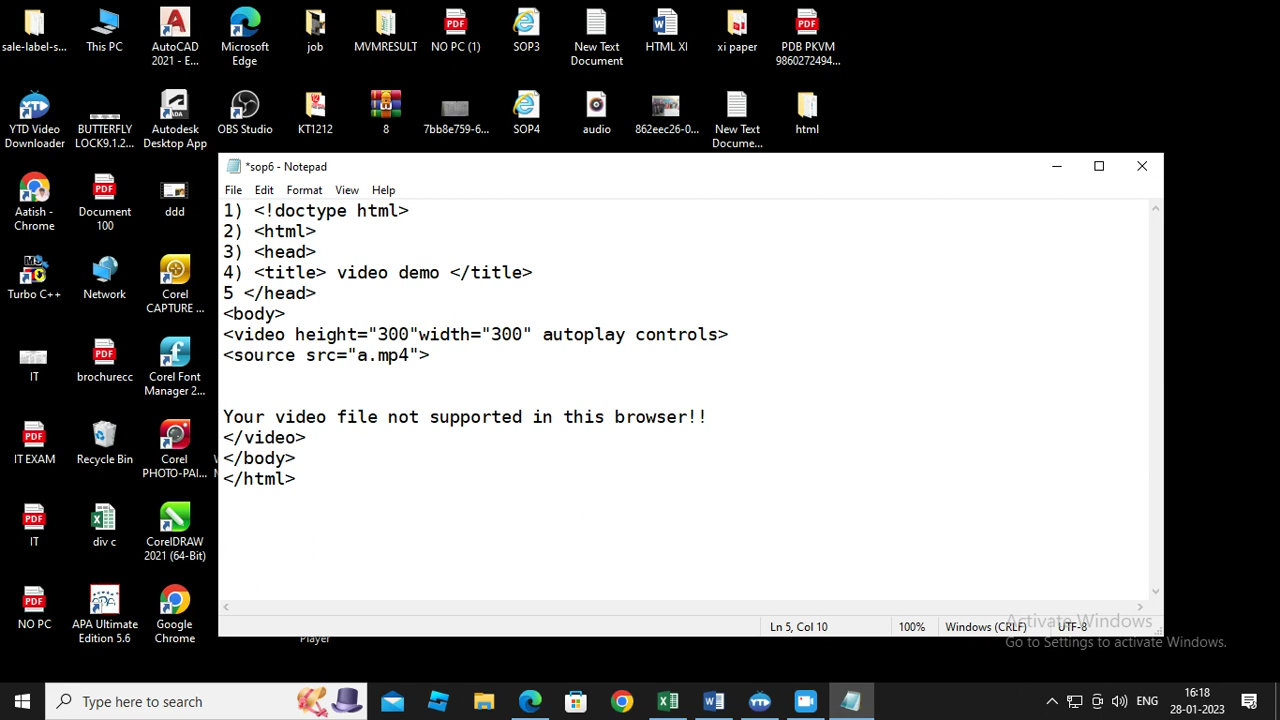 sale-label-s...
This PC
AutoCAD
2021 - E...
Microsoft
Edge
job
MVMRESULT
NO PC (1)
SOP3
New Text
Document
HTML XI
xi paper
PDB PKVM
9860272494...
YTD Video
Downloader
BUTTERFLY
LOCK9.1.2...
Autodesk
Desktop App
OBS Studio
KT1212
8
7bb8e759-6...
SOP4
audio
862eec26-0...
New Text
Docume...
html
Aatish -
Chrome
Document
100
ddd
Turbo C++
Network
Corel
CAPTURE ...
IT
brochurecc
Corel Font
Manager 2...
IT EXAM
Recycle Bin
Corel
PHOTO-PAI...
IT
div c
CorelDRAW
2021 (64-Bit)
NO PC
APA Ultimate
Edition 5.6
Google
Chrome
Player
*sop6 - Notepad
File Edit Format View Help
1) <!doctype html>
2) <html>
3) <head>
4) <title> video demo </title>
5 </head>
<body>
<video height="300"width="300" autoplay controls>
<source src="a.mp4">
Your video file not supported in this browser!!
</video>
</body>
</html>
Ln 5, Col 10 100% Windows (CRLF) UTF-8
Activate Windows
Go to Settings to activate Windows.
Type here to search
ENG
16:18
28-01-2023